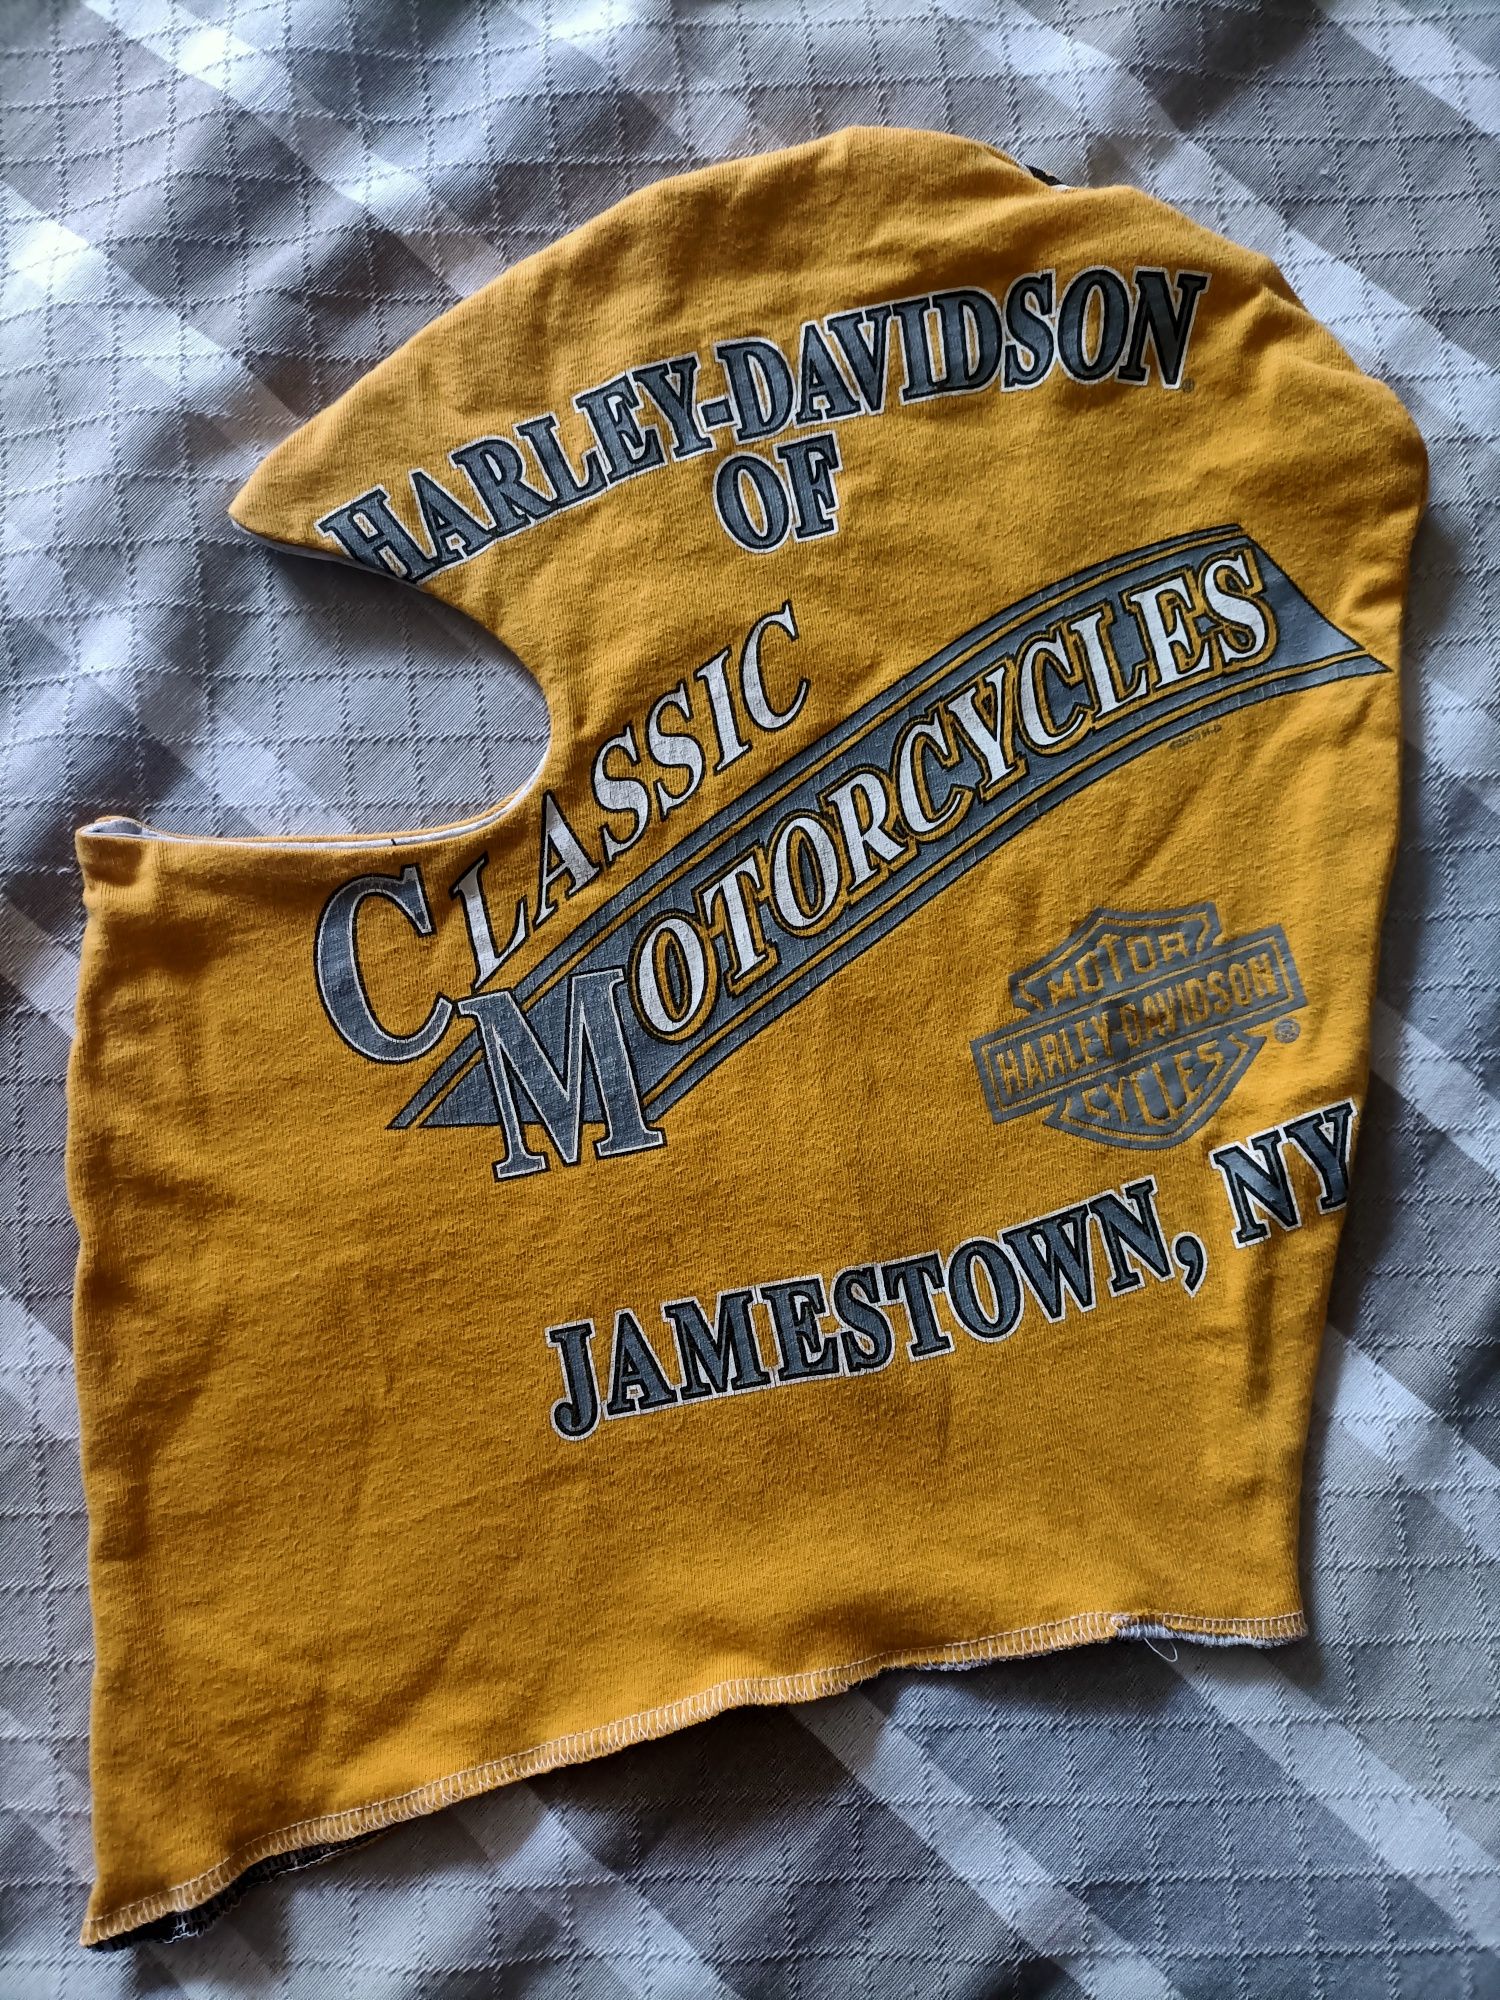 HARLEY-DAVIDSON®
OF
CLASSIC
MOTORCYCLES
MOTOR
HARLEY-DAVIDSON
CYCLES
®
JAMESTOWN, NY